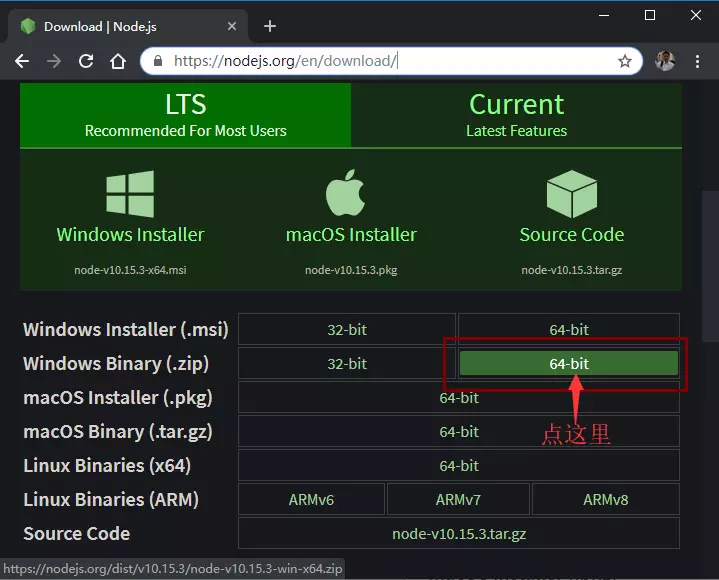 Download | Node.js
https://nodejs.org/en/download/
LTS
Recommended For Most Users
Current
Latest Features
Windows Installer
macOS Installer
Source Code
node-v10.15.3-x64.msi
node-v10.15.3.pkg
node-v10.15.3.tar.gz
Windows Installer (.msi) 32-bit 64-bit
Windows Binary (.zip) 32-bit 64-bit
macOS Installer (.pkg) 64-bit
macOS Binary (.tar.gz) 64-bit
点这里
Linux Binaries (x64) 64-bit
Linux Binaries (ARM) ARMv6 ARMv7 ARMv8
Source Code node-v10.15.3.tar.gz
https://nodejs.org/dist/v10.15.3/node-v10.15.3-win-x64.zip